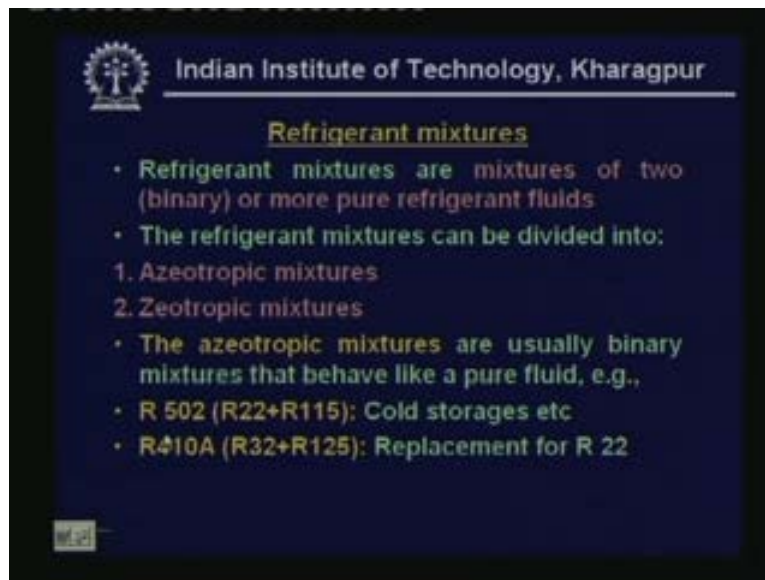 Indian Institute of Technology, Kharagpur
Refrigerant mixtures
• Refrigerant mixtures are mixtures of two
(binary) or more pure refrigerant fluids
• The refrigerant mixtures can be divided into:
1. Azeotropic mixtures
2. Zeotropic mixtures
• The azeotropic mixtures are usually binary
mixtures that behave like a pure fluid, e.g.,
• R 502 (R22+R115): Cold storages etc
• R410A (R32+R125): Replacement for R 22